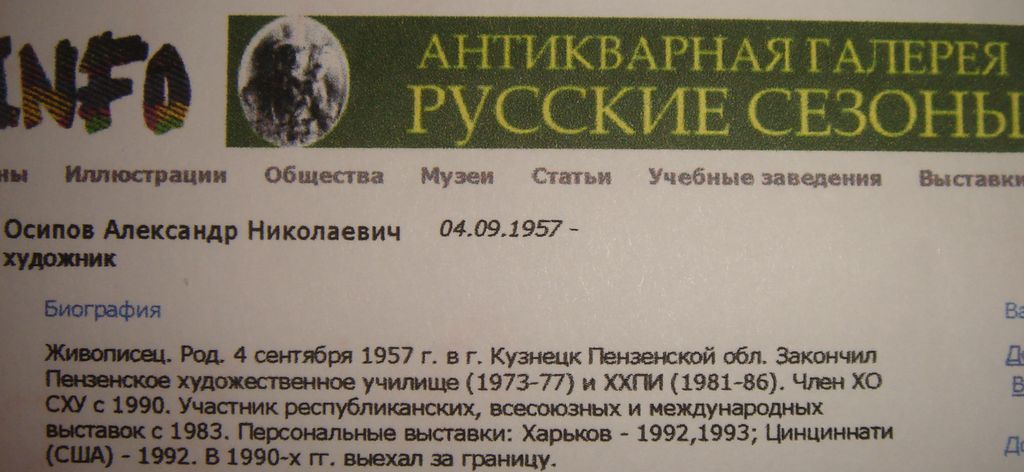 INFO
АНТИКВАРНАЯ ГАЛЕРЕЯ
РУССКИЕ СЕЗОНЫ
Иллюстрации Общества Музеи Статьи Учебные заведения Выставки
Осипов Александр Николаевич 04.09.1957 -
художник
Биография
Живописец. Род. 4 сентября 1957 г. в г. Кузнецк Пензенской обл. Закончил
Пензенское художественное училище (1973-77) и ХХПИ (1981-86). Член ХО
СХУ с 1990. Участник республиканских, всесоюзных и международных
выставок с 1983. Персональные выставки: Харьков - 1992,1993; Цинциннати
(США) - 1992. В 1990-х гг. выехал за границу.